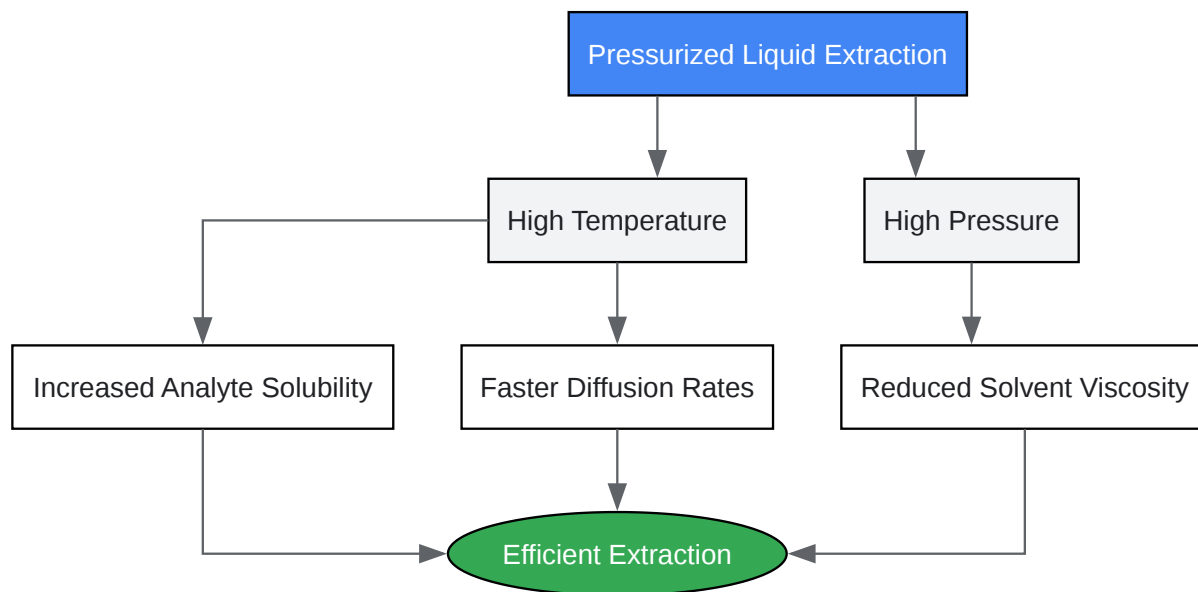 Pressurized Liquid Extraction
High Temperature
High Pressure
Increased Analyte Solubility
Faster Diffusion Rates
Reduced Solvent Viscosity
Efficient Extraction